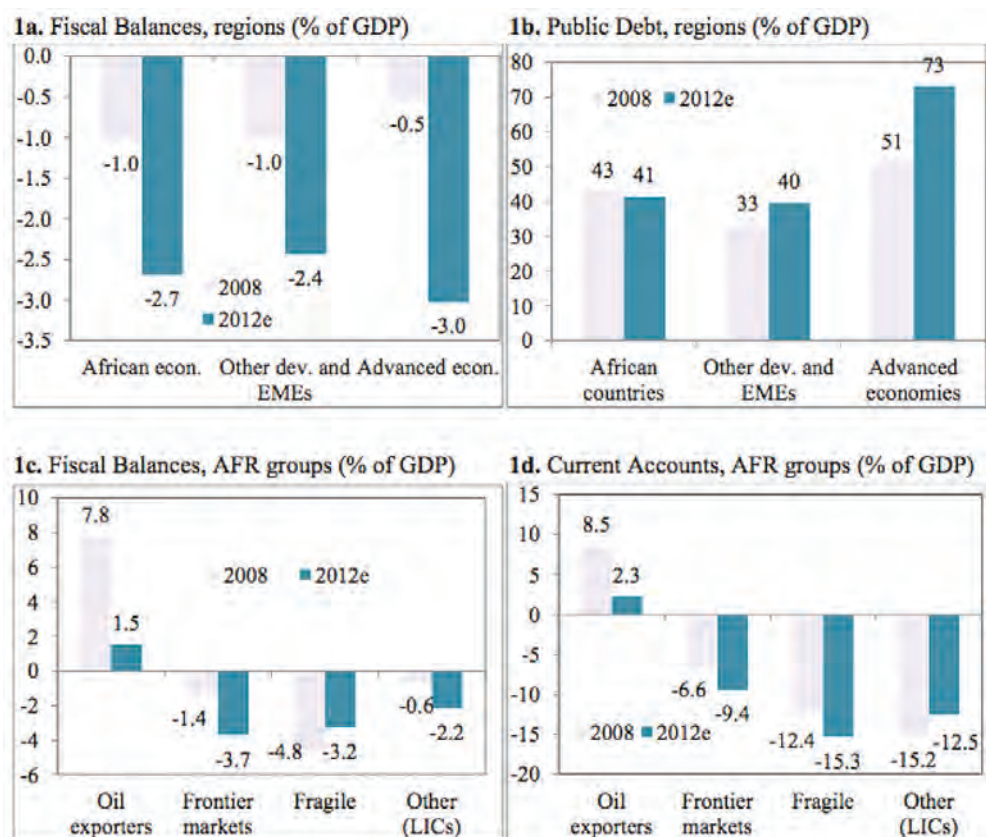 1a. Fiscal Balances, regions (% of GDP)
0.0
-0.5
-1.0
-1.5
-2.0
-2.5
-3.0
-3.5
-1.0
-2.7
-1.0
-2.4
-0.5
-3.0
2008
2012e
African econ.
Other dev. and
EMEs
Advanced econ.
1b. Public Debt, regions (% of GDP)
80
70
60
50
40
30
20
10
0
2008
2012e
43
41
33
40
51
73
African
countries
Other dev. and
EMEs
Advanced
economies
1c. Fiscal Balances, AFR groups (% of GDP)
10
8
6
4
2
0
-2
-4
-6
7.8
1.5
2008
2012e
-1.4
-3.7
-4.8
-3.2
-0.6
-2.2
Oil
exporters
Frontier
markets
Fragile
Other
(LICs)
1d. Current Accounts, AFR groups (% of GDP)
15
10
5
0
-5
-10
-15
-20
8.5
2.3
-6.6
-9.4
-12.4
-15.3
-15.2
-12.5
2008
2012e
Oil
exporters
Frontier
markets
Fragile
Other
(LICs)